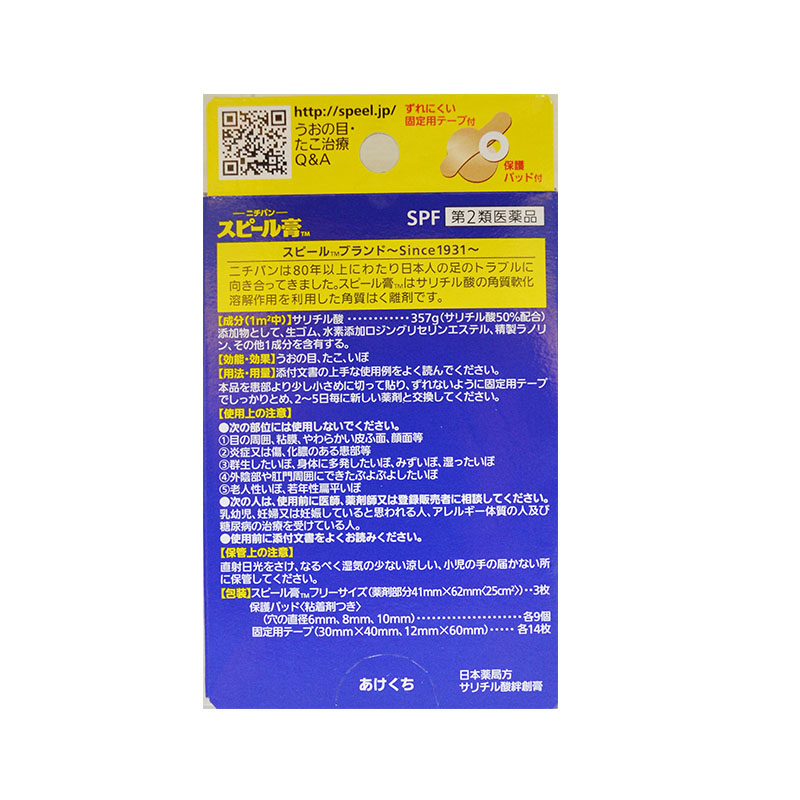 http://speel.jp/
うおの目・
たこ治療
Q&A
ずれにくい
固定用テープ付
保護
パッド付
ニチバン
スピール膏™
SPF 第2類医薬品
スピール™ブランド〜Since1931〜
ニチバンは80年以上にわたり日本人の足のトラブルに
向き合ってきました。スピール膏™はサリチル酸の角質軟化
溶解作用を利用した角質はく離剤です。
【成分(1m²中)】サリチル酸 ‥‥‥‥‥‥ 357g(サリチル酸50%配合)
添加物として、生ゴム、水素添加ロジングリセリンエステル、精製ラノリ
ン、その他1成分を含有する。
【効能・効果】うおの目、たこ、いぼ
【用法・用量】添付文書の上手な使用例をよく読んでください。
本品を患部より少し小さめに切って貼り、ずれないように固定用テープ
でしっかりとめ、2〜5日毎に新しい薬剤と交換してください。
【使用上の注意】
●次の部位には使用しないでください。
①目の周囲、粘膜、やわらかい皮ふ面、顔面等
②炎症又は傷、化膿のある患部等
③群生したいぼ、身体に多発したいぼ、みずいぼ、湿ったいぼ
④外陰部や肛門周囲にできたぶよぶよしたいぼ
⑤老人性いぼ、若年性扁平いぼ
●次の人は、使用前に医師、薬剤師又は登録販売者に相談してください。
乳幼児、妊婦又は妊娠していると思われる人、アレルギー体質の人及び
糖尿病の治療を受けている人。
●使用前に添付文書をよくお読みください。
【保管上の注意】
直射日光をさけ、なるべく湿気の少ない涼しい、小児の手の届かない所
に保管してください。
【包装】スピール膏™フリーサイズ(薬剤部分41mm×62mm〈25cm²〉)‥3枚
保護パッド〈粘着剤つき〉
(穴の直径6mm、8mm、10mm)‥‥‥‥‥‥‥‥各9個
固定用テープ(30mm×40mm、12mm×60mm)‥‥各14枚
あけくち
日本薬局方
サリチル酸絆創膏